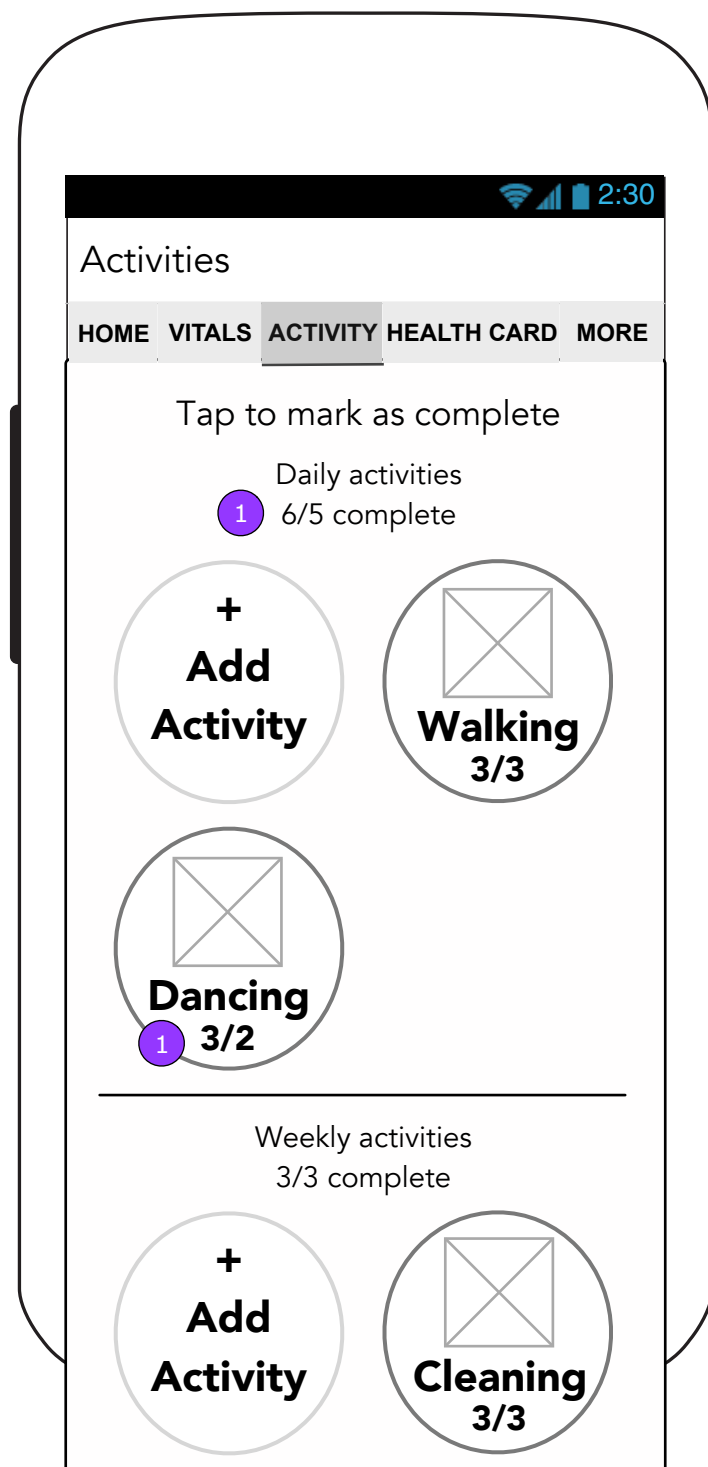 2:30
Activities
HOME VITALS ACTIVITY HEALTH CARD MORE
Tap to mark as complete
Daily activities
1 6/5 complete
+
Add
Activity
Walking
3/3
Dancing
1 3/2
Weekly activities
3/3 complete
+
Add
Activity
Cleaning
3/3